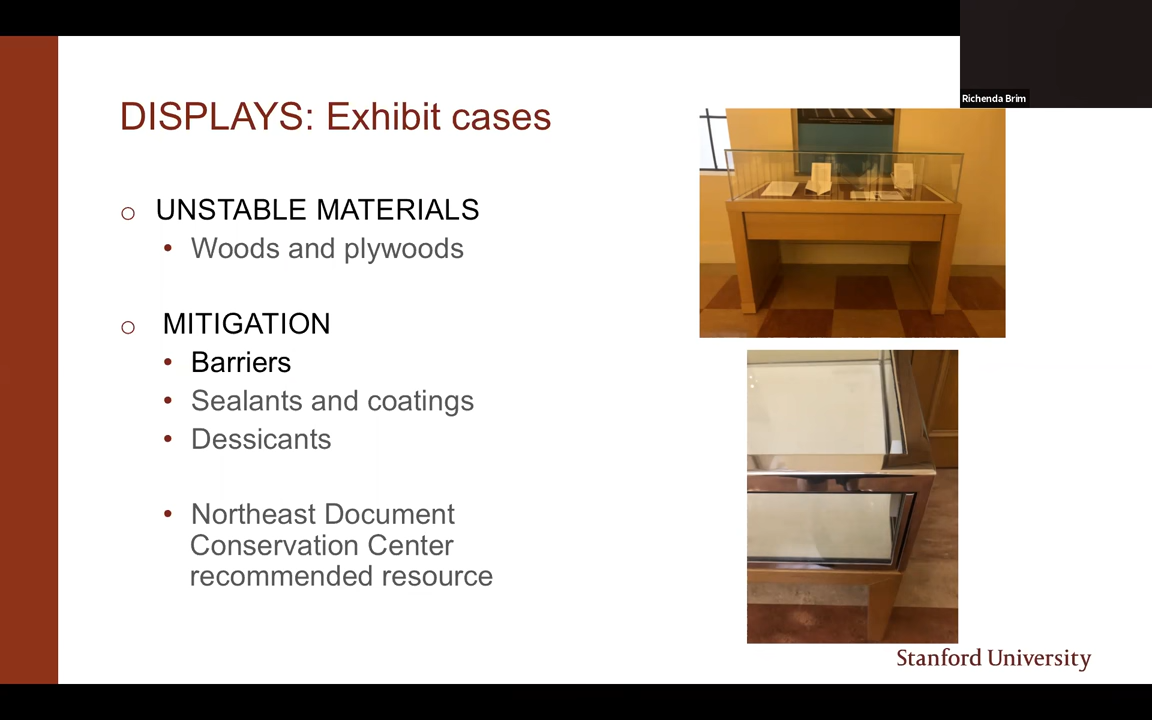 Richenda Brim
DISPLAYS: Exhibit cases
UNSTABLE MATERIALS
Woods and plywoods
MITIGATION
Barriers
Sealants and coatings
Dessicants
Northeast Document
Conservation Center
recommended resource
Stanford University